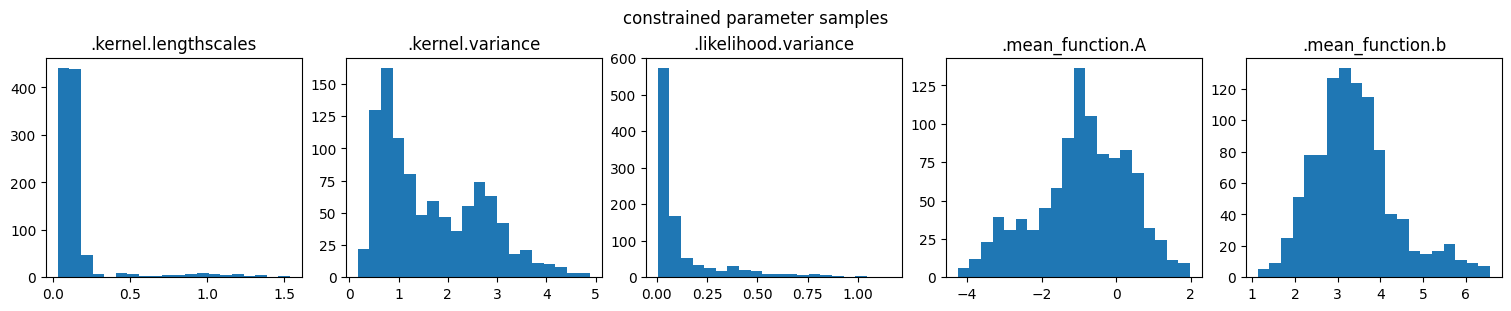 constrained parameter samples
.kernel.lengthscales
400
300
200
100
0
0.0 0.5 1.0 1.5
.kernel.variance
150
125
100
75
50
25
0
0 1 2 3 4 5
.likelihood.variance
600
500
400
300
200
100
0
0.00 0.25 0.50 0.75 1.00
.mean_function.A
125
100
75
50
25
0
−4 −2 0 2
.mean_function.b
120
100
80
60
40
20
0
1 2 3 4 5 6